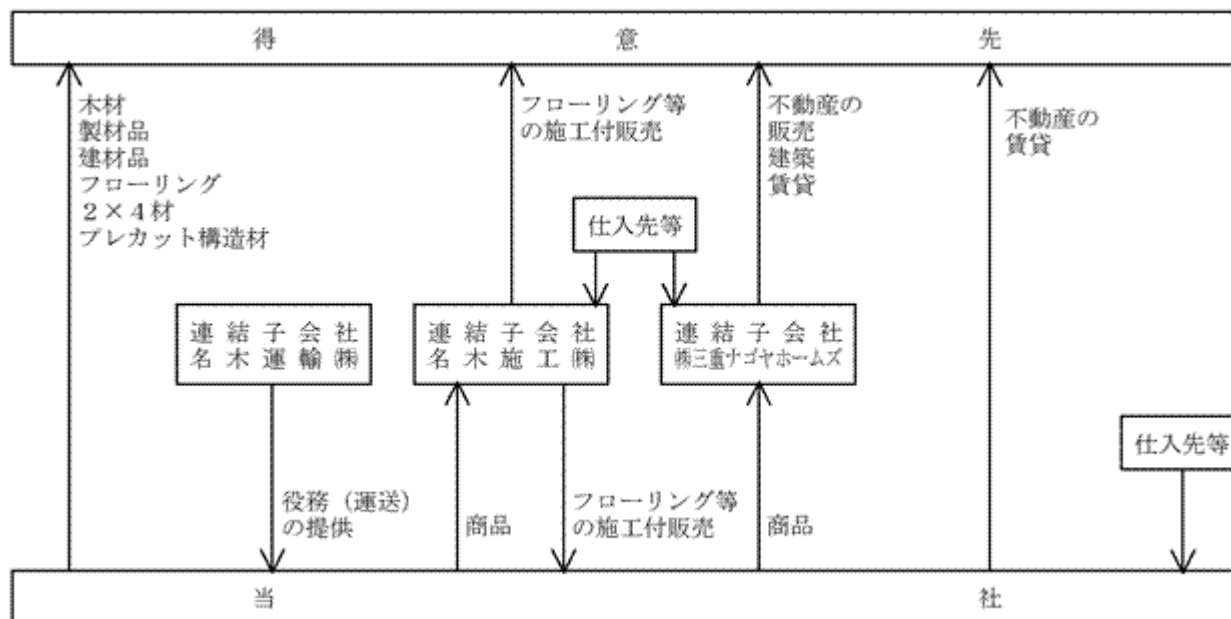 得意先
木材
製材品
建材品
フローリング
２×４材
プレカット構造材
フローリング等
の施工付販売
不動産の
販売
建築
賃貸
不動産の
賃貸
仕入先等
連結子会社
名木運輸㈱
連結子会社
名木施工㈱
連結子会社
㈱三重ナゴヤホームズ
仕入先等
役務（運送）
の提供
商品
フローリング等
の施工付販売
商品
当社